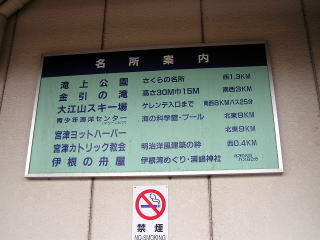 名所案内
滝上公園 さくらの名所 西1.3KM
金引の滝 高さ30M巾15M 南西3KM
大江山スキー場 ゲレンデ入口まで 南西8KMバス25分
青少年海洋センター 海の科学館・プール 北東9KM
宮津ヨットハーバー 北東9KM
宮津カトリック教会 明治洋風建築の粋 西0.4KM
伊根の舟屋 伊根湾めぐり・浦嶋神社
禁煙
NO-SMOKING